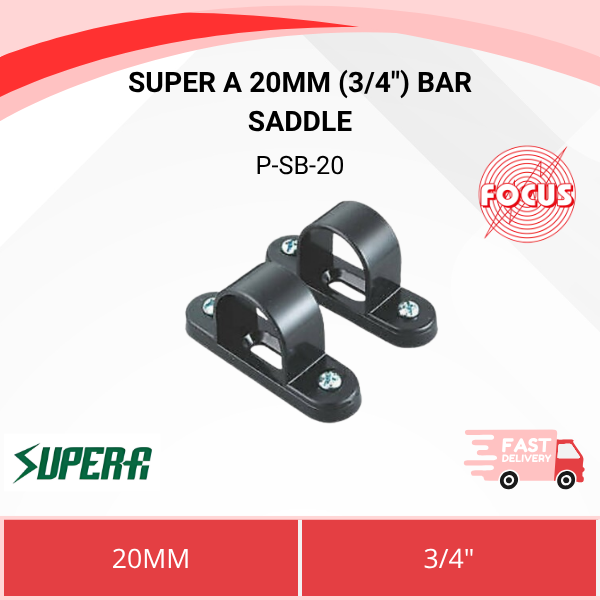 SUPER A 20MM (3/4") BAR
SADDLE
P-SB-20
FOCUS
SUPER-A
FAST
DELIVERY
20MM
3/4"